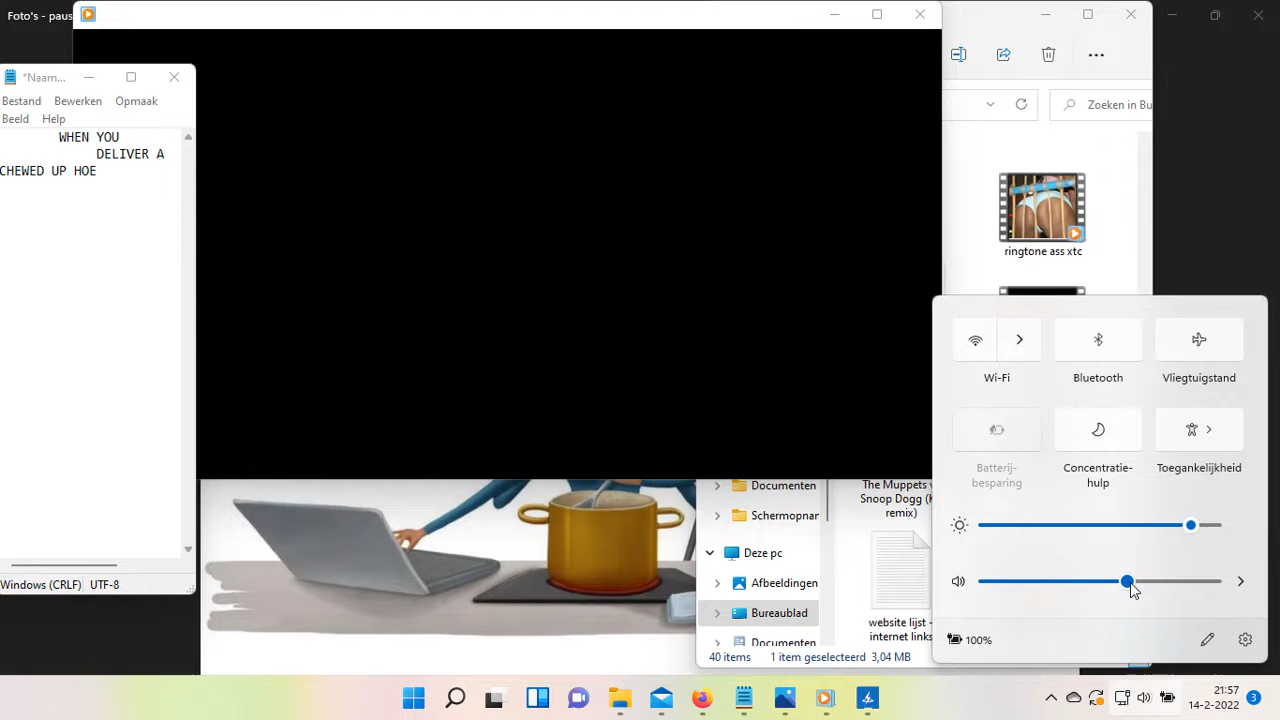 Foto's - paus
*Naam...
Bestand Bewerken Opmaak
Beeld Help
WHEN YOU
DELIVER A
CHEWED UP HOE
Windows (CRLF) UTF-8
Zoeken in Bu
ringtone ass xtc
Wi-Fi
Bluetooth
Vliegtuigstand
Batterij-
besparing
Concentratie-
hulp
Toegankelijkheid
100%
Documenten
Schermopnar
Deze pc
Afbeeldingen
Bureaublad
Documenten
The Muppets v
Snoop Dogg (K
remix)
website lijst -
internet links
40 items 1 item geselecteerd 3,04 MB
21:57
14-2-2022
3